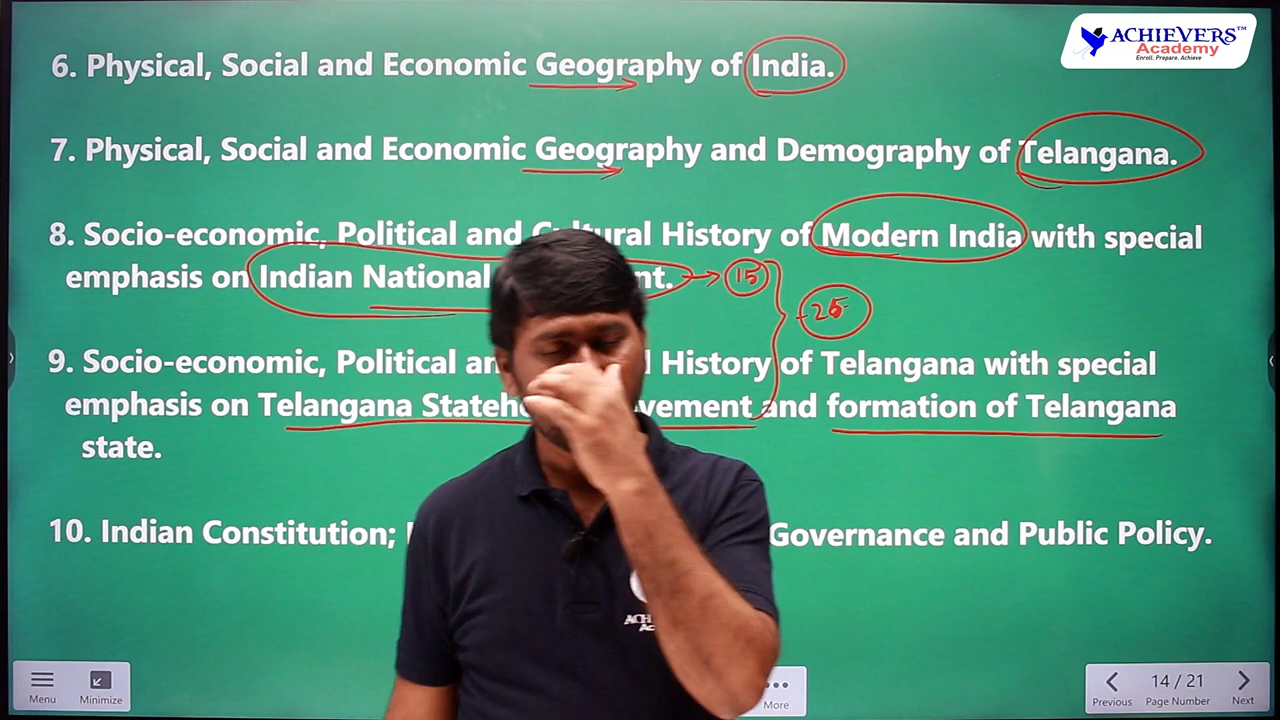 ACHIEVERS™
Academy
Enroll. Prepare. Achieve
6. Physical, Social and Economic Geography of India.
7. Physical, Social and Economic Geography and Demography of Telangana.
8. Socio-economic, Political and Cultural History of Modern India with special
emphasis on Indian National nt. 15
25
9. Socio-economic, Political an History of Telangana with special
emphasis on Telangana Stateho vement and formation of Telangana
state.
10. Indian Constitution; Governance and Public Policy.
ACH
Ac
Menu
Minimize
More
Previous
14 / 21
Page Number
Next